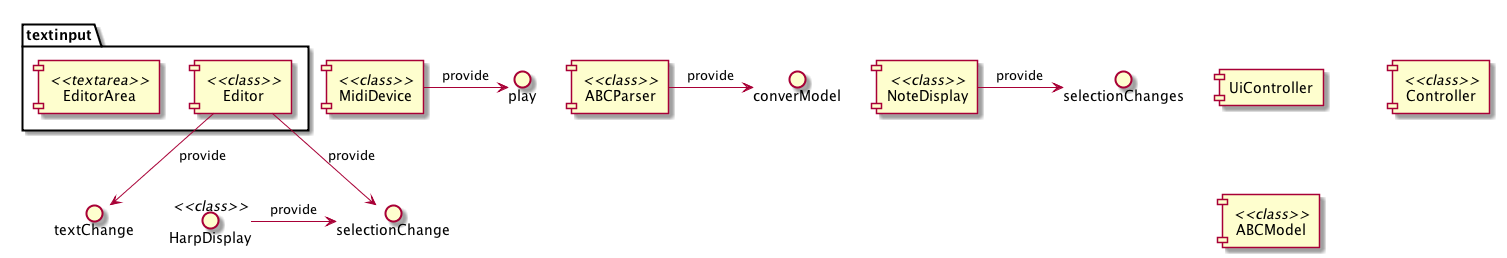 textinput
<<textarea>>
EditorArea
<<class>>
Editor
<<class>>
MidiDevice
provide
play
<<class>>
ABCParser
provide
converModel
<<class>>
NoteDisplay
provide
selectionChanges
UiController
<<class>>
Controller
provide
provide
textChange
<<class>>
HarpDisplay
provide
selectionChange
<<class>>
ABCModel